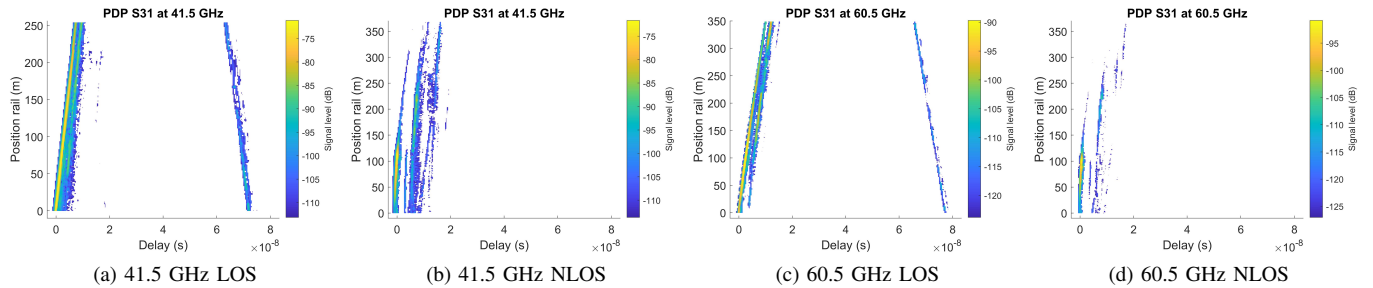 PDP S31 at 41.5 GHz
Position rail (m)
250
200
150
100
50
0
0 2 4 6 8
Delay (s)
×10-8
-75
-80
-85
-90
-95
-100
-105
-110
Signal level (dB)
(a) 41.5 GHz LOS
PDP S31 at 41.5 GHz
Position rail (m)
350
300
250
200
150
100
50
0
0 2 4 6 8
Delay (s)
×10-8
-75
-80
-85
-90
-95
-100
-105
-110
Signal level (dB)
(b) 41.5 GHz NLOS
PDP S31 at 60.5 GHz
Position rail (m)
350
300
250
200
150
100
50
0
0 2 4 6 8
Delay (s)
×10-8
-90
-95
-100
-105
-110
-115
-120
Signal level (dB)
(c) 60.5 GHz LOS
PDP S31 at 60.5 GHz
Position rail (m)
350
300
250
200
150
100
50
0
0 2 4 6 8
Delay (s)
×10-8
-95
-100
-105
-110
-115
-120
-125
Signal level (dB)
(d) 60.5 GHz NLOS